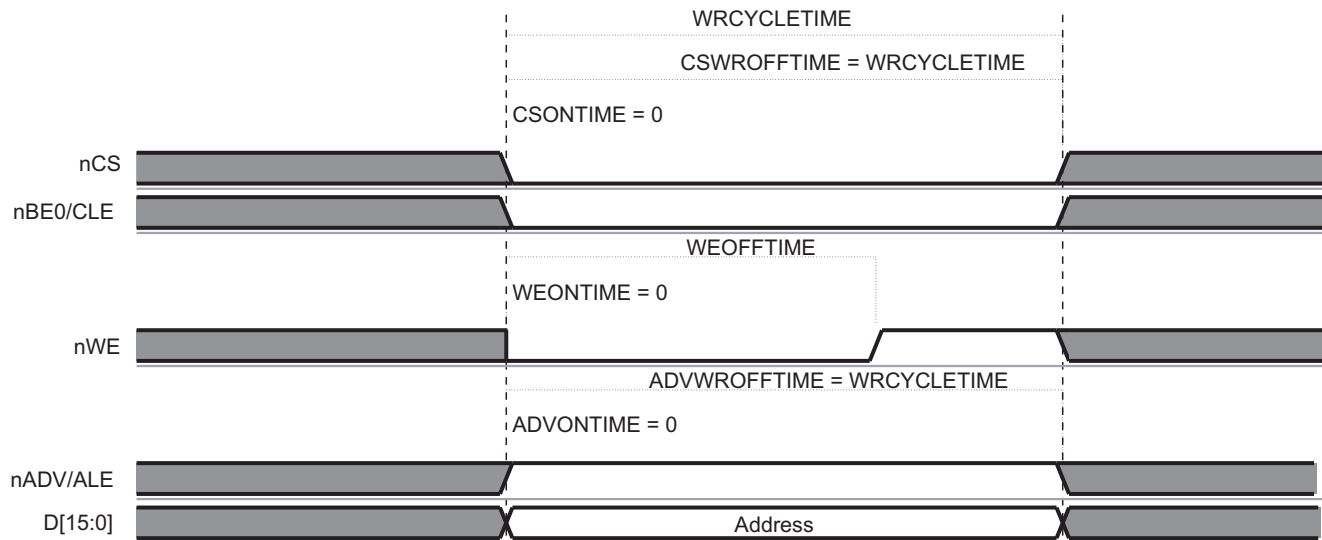 WRCYCLETIME
CSWROFFTIME = WRCYCLETIME
CSONTIME = 0
nCS
nBE0/CLE
WEOFFTIME
WEONTIME = 0
nWE
ADVWROFFTIME = WRCYCLETIME
ADVONTIME = 0
nADV/ALE
D[15:0]
Address